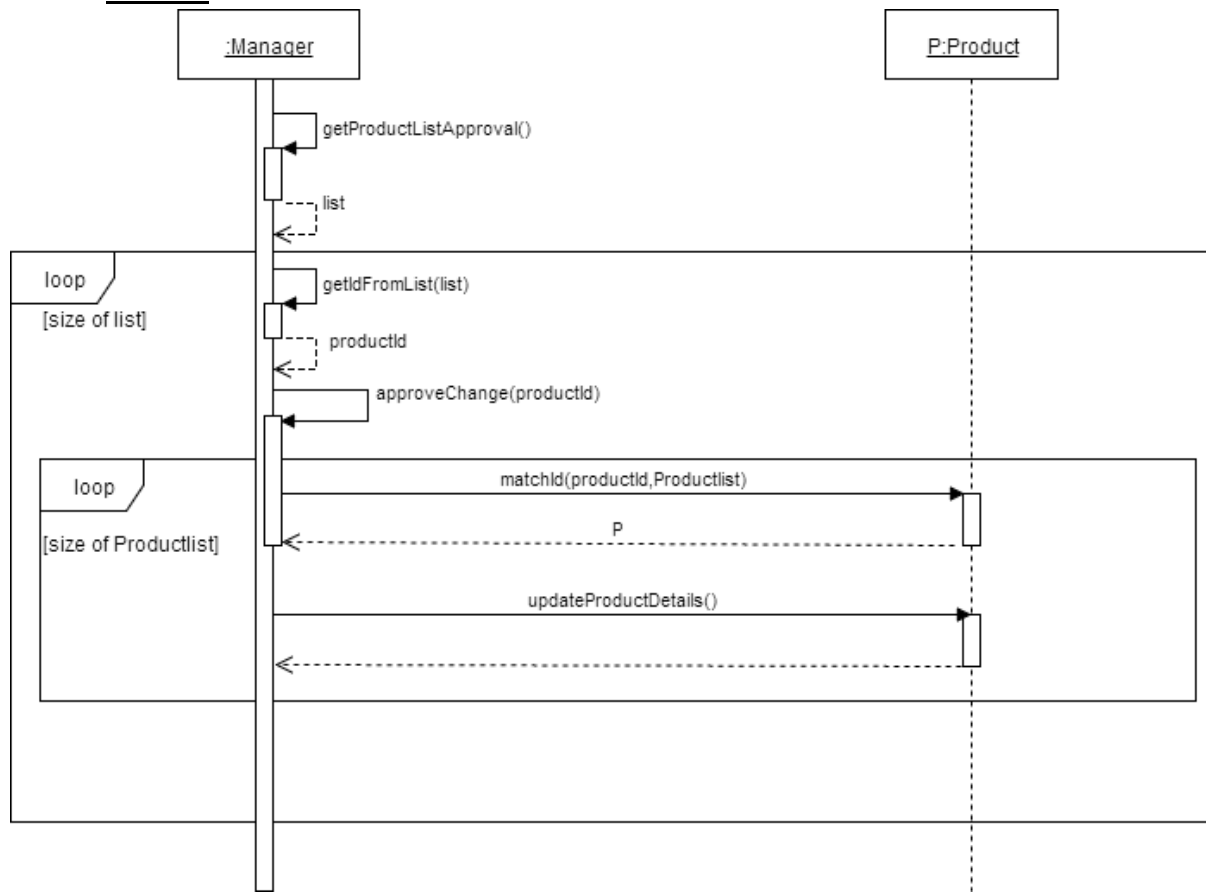 :Manager
P:Product
getProductListApproval()
list
loop
getIdFromList(list)
[size of list]
productId
approveChange(productId)
loop
matchId(productId,Productlist)
[size of Productlist]
P
updateProductDetails()